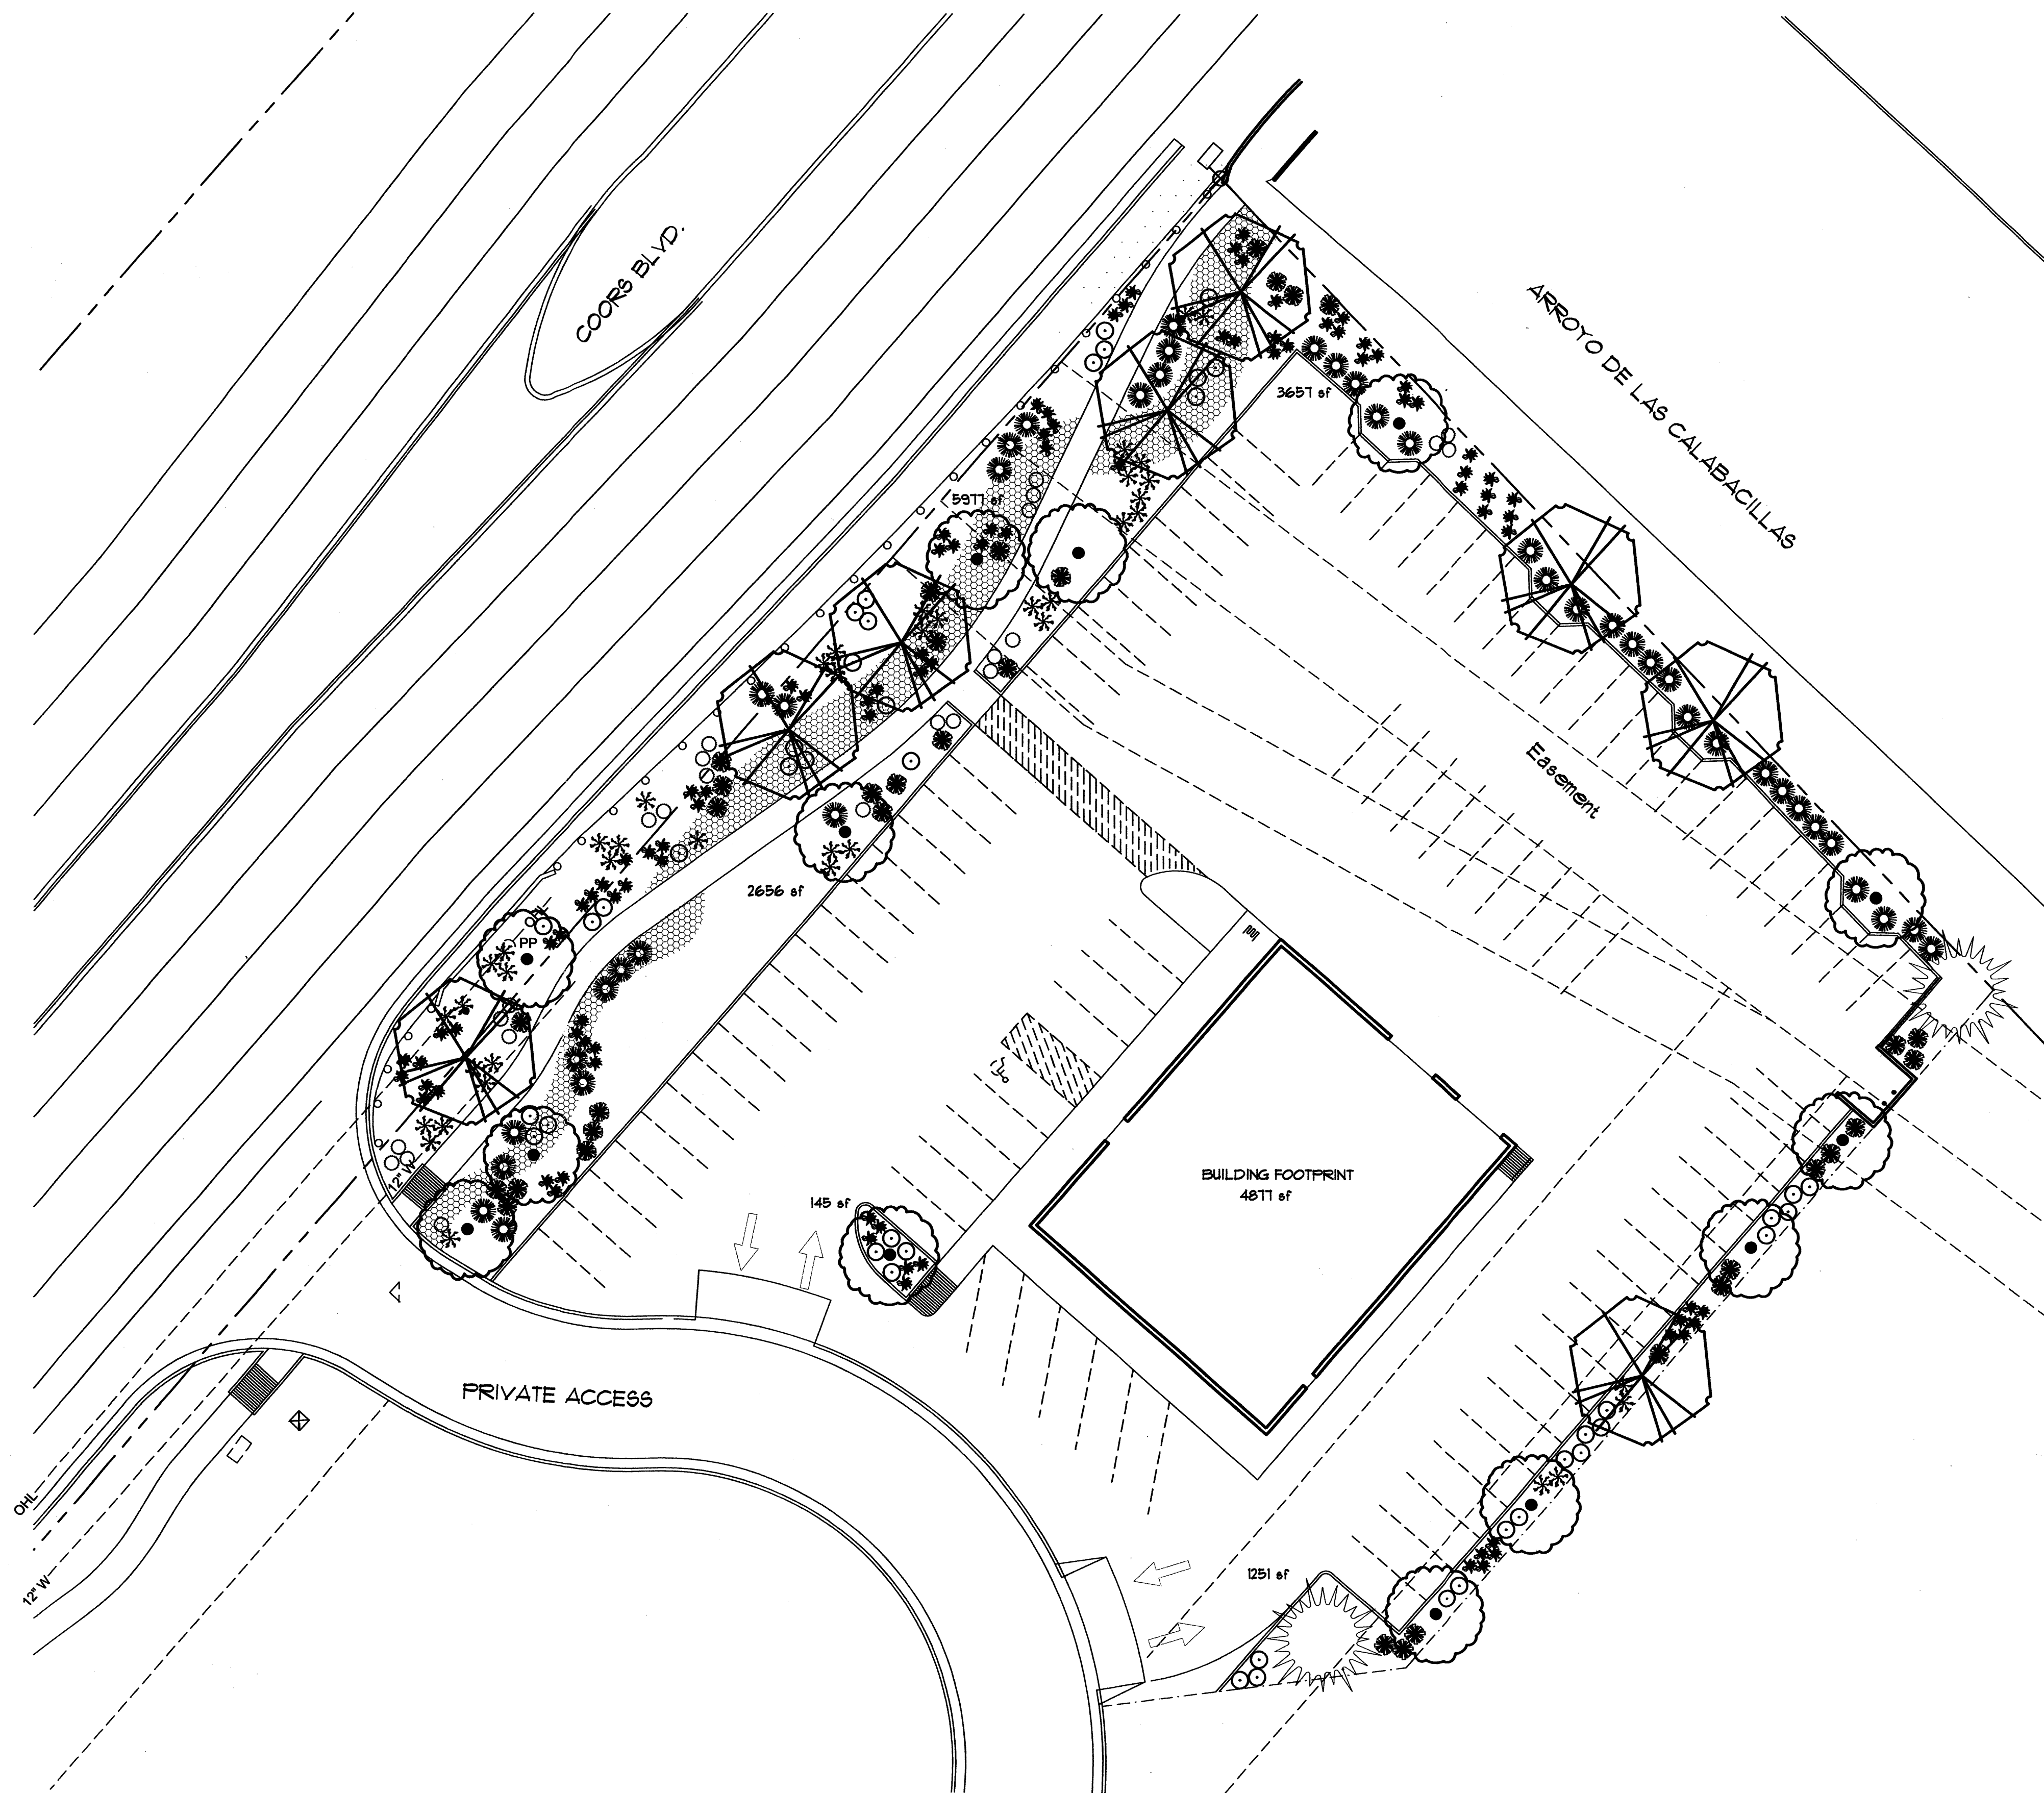 COORS BLVD.
ARROYO DE LAS CALABACILLAS
3657 sf
5977 sf
Easement
2656 sf
PP
12" W
145 sf
BUILDING FOOTPRINT
4877 sf
PRIVATE ACCESS
OHL
12" W
1251 sf